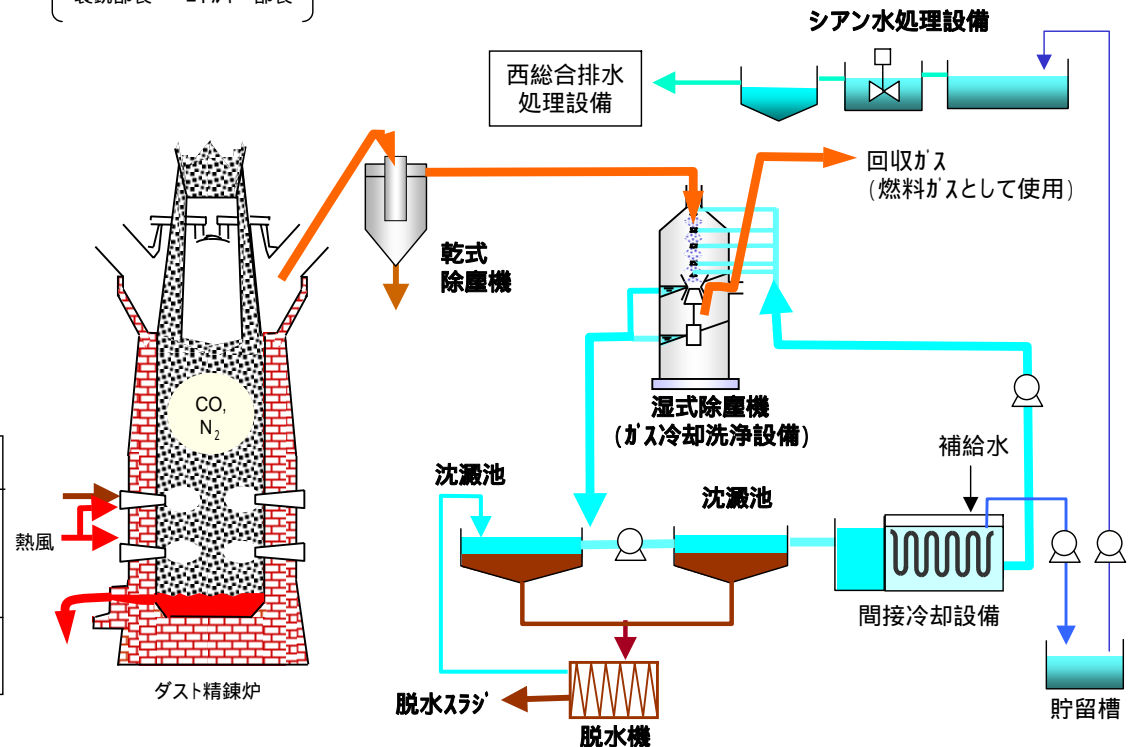 シアン水処理設備
西総合排水
処理設備
回収ｶﾞｽ
(燃料ｶﾞｽとして使用)
乾式
除塵機
CO,
N2
湿式除塵機
(ｶﾞｽ冷却洗浄設備)
補給水
沈澱池
沈澱池
熱風
間接冷却設備
ダスト精錬炉
脱水ｽﾗｼﾞ
脱水機
貯留槽